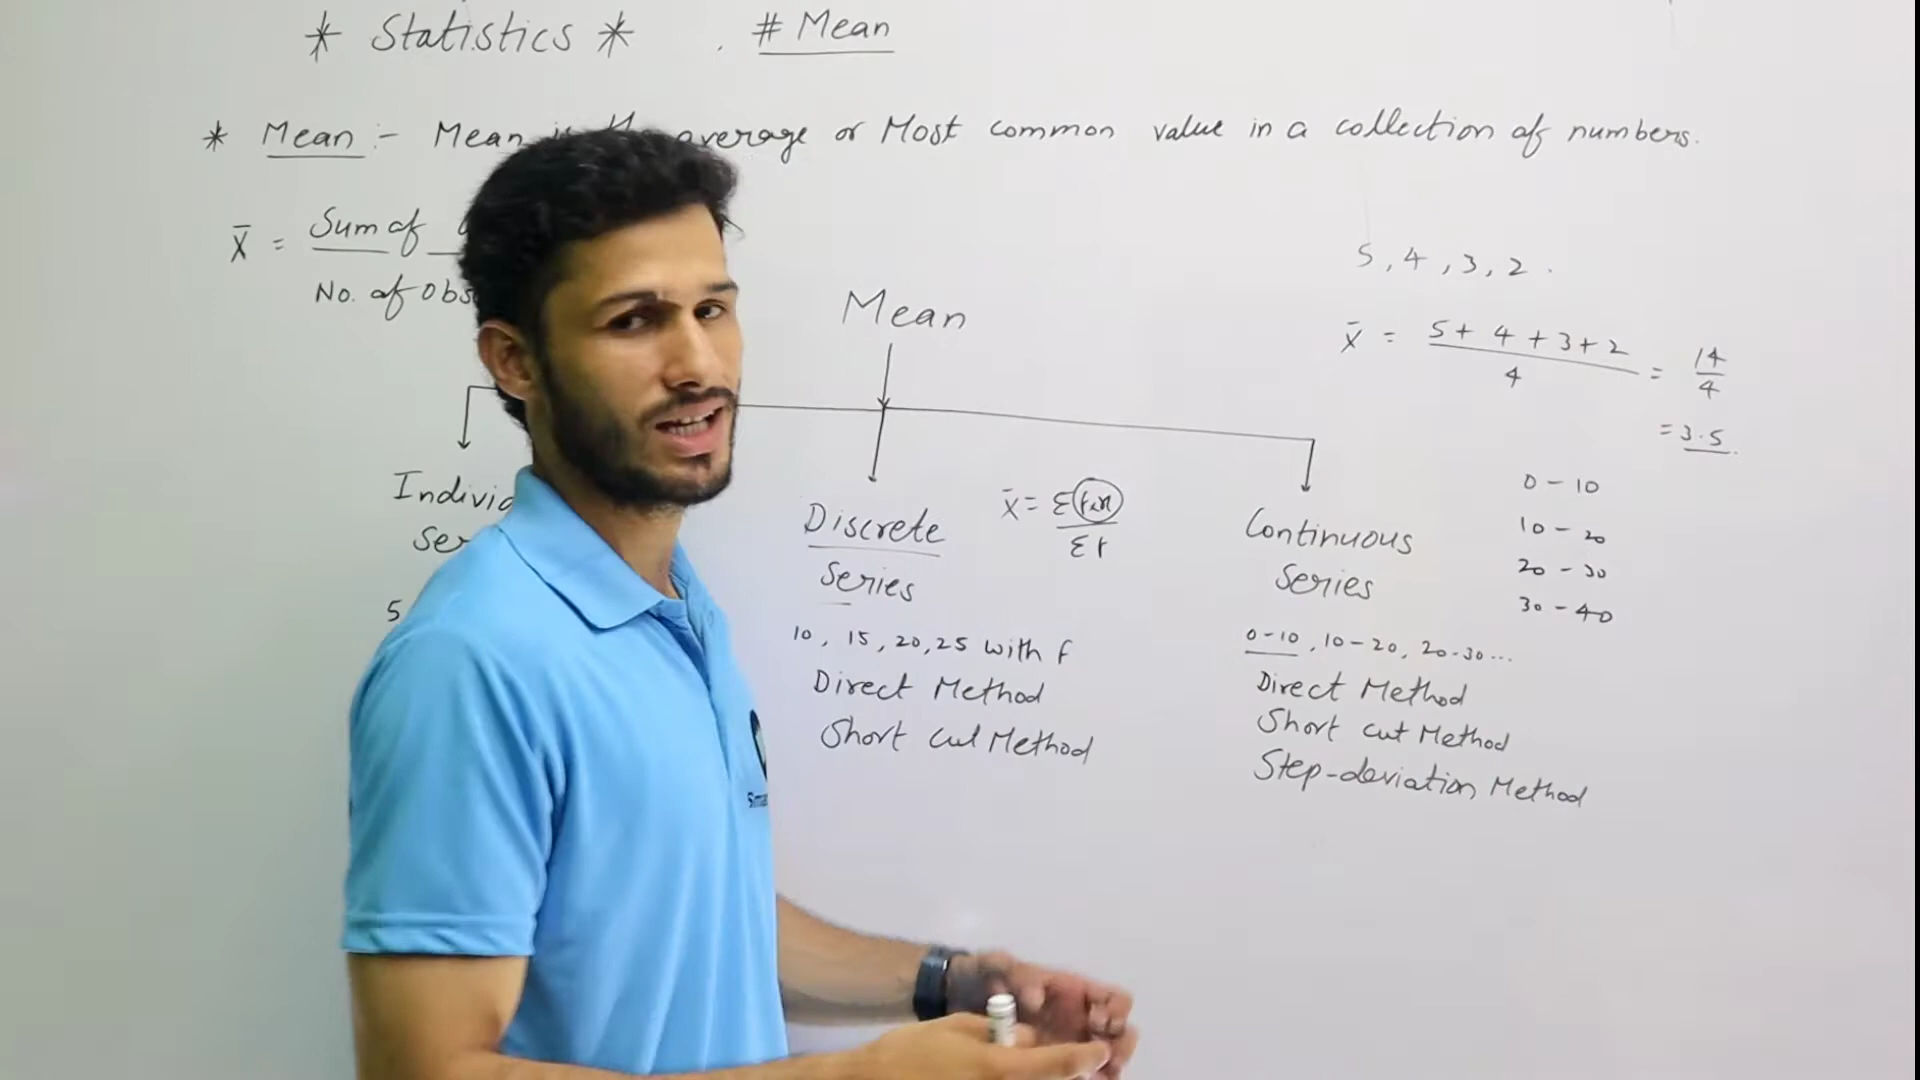 * Statistics * . # Mean
* Mean :- Mean average or Most common value in a collection of numbers.
X̄ = Sum of
No. of Obs
5, 4, 3, 2.
Mean
x̄ = 5 + 4 + 3 + 2 / 4 = 14 / 4
= 3.5
Individ
Se
5
Discrete
Series
x̄ = Σ f×x / Σ f
10, 15, 20, 25 with f
Direct Method
Short cut Method
Continuous
Series
0 - 10
10 - 20
20 - 30
30 - 40
0-10, 10-20, 20-30...
Direct Method
Short cut Method
Step-deviation Method